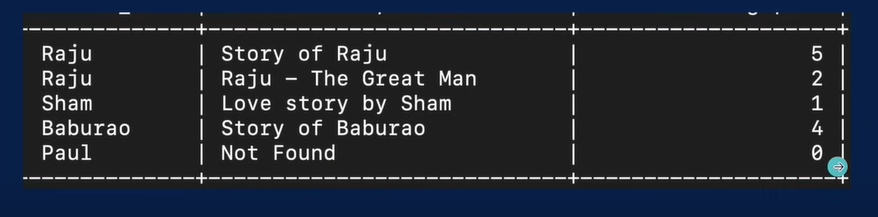 Raju | Story of Raju | 5 |
Raju | Raju – The Great Man | 2 |
Sham | Love story by Sham | 1 |
Baburao | Story of Baburao | 4 |
Paul | Not Found | 0 |